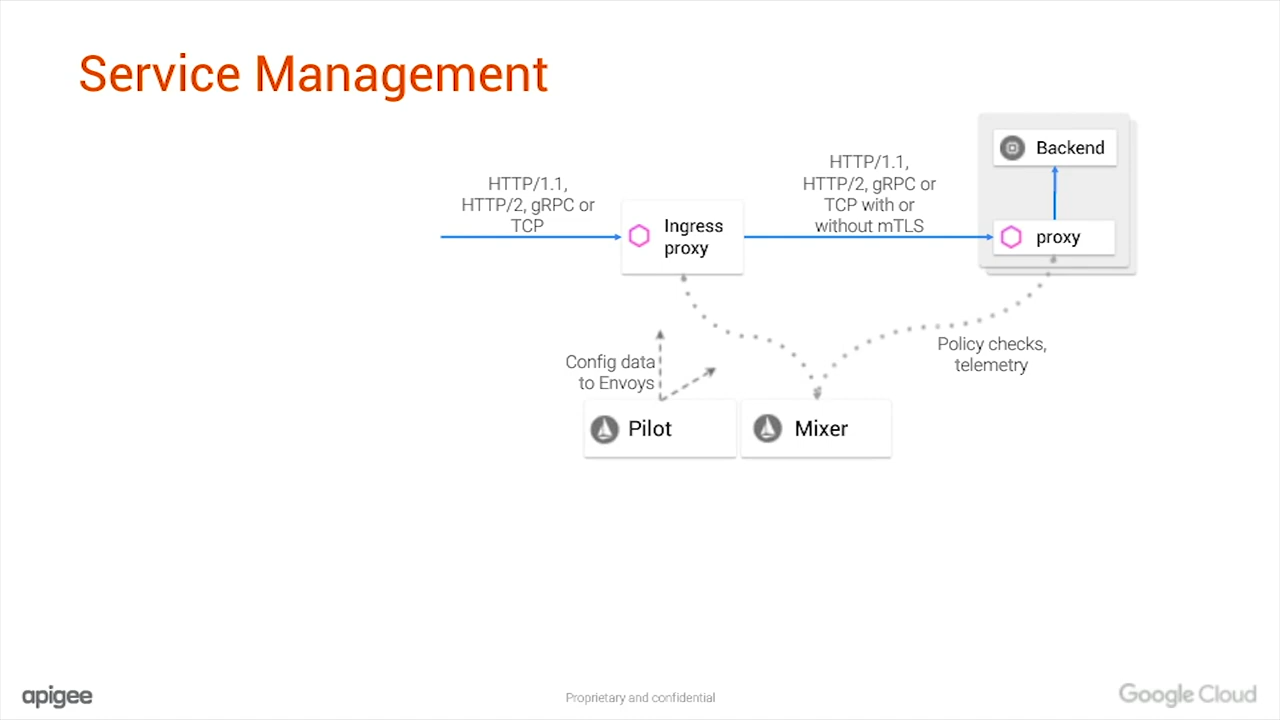 Service Management
HTTP/1.1,
HTTP/2, gRPC or
TCP
Ingress
proxy
HTTP/1.1,
HTTP/2, gRPC or
TCP with or
without mTLS
Backend
proxy
Config data
to Envoys
Policy checks,
telemetry
Pilot
Mixer
apigee
Proprietary and confidential
Google Cloud